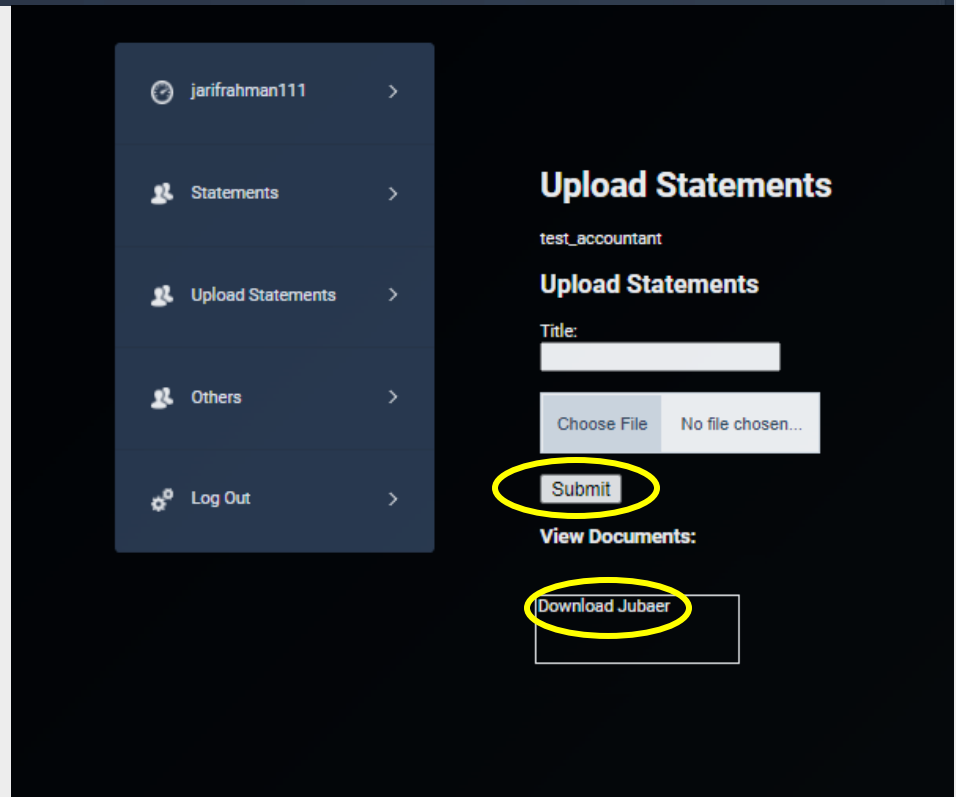 jarifrahman111
Statements
Upload Statements
Others
Log Out
Upload Statements
test_accountant
Upload Statements
Title:
Choose File No file chosen...
Submit
View Documents:
Download Jubaer